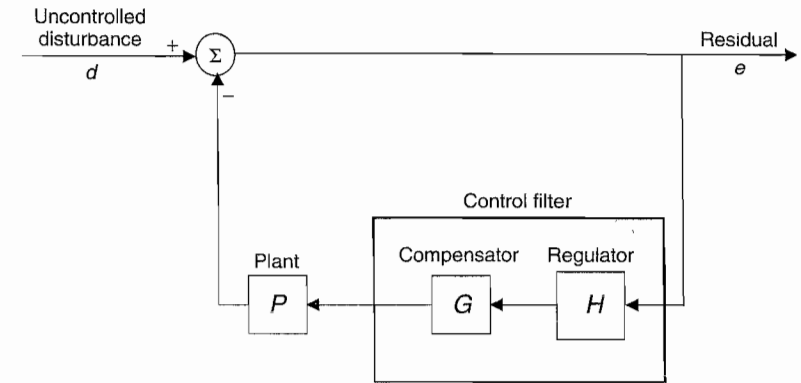 Uncontrolled
disturbance
+
Σ
Residual
d
e
−
Control filter
Plant
Compensator
Regulator
P
G
H